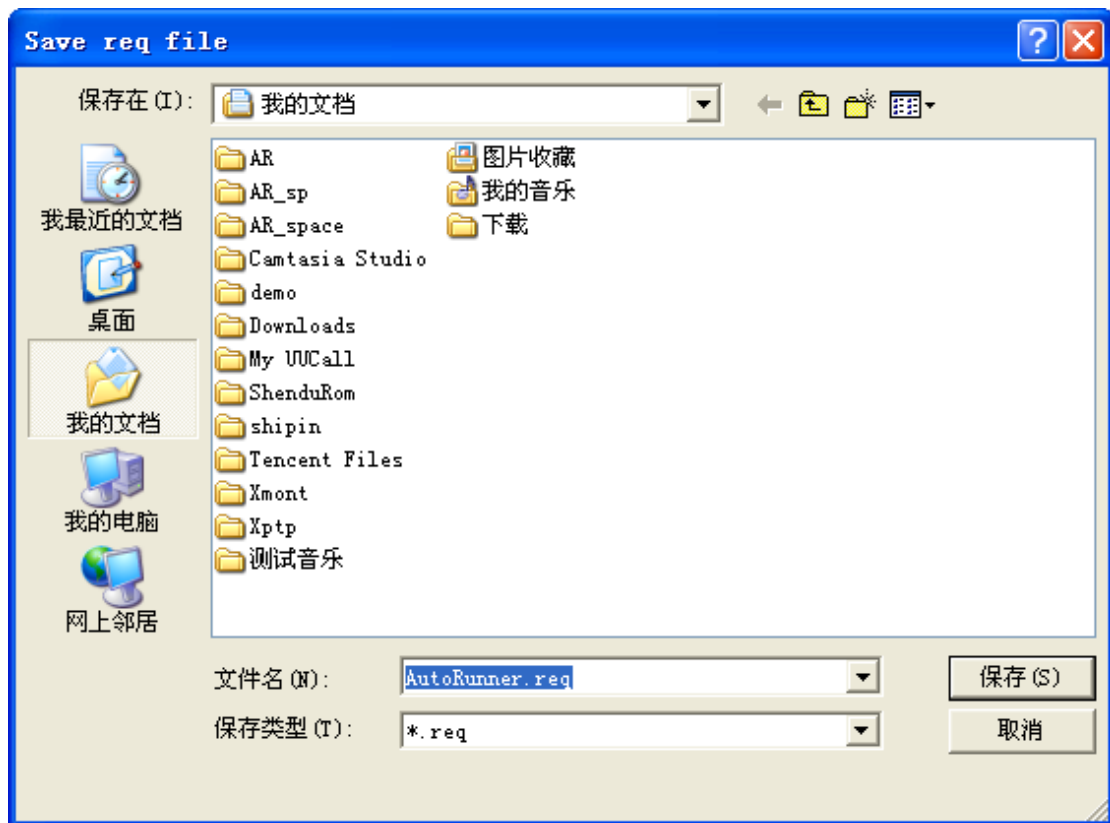 Save req file
保存在(I):
我的文档
我最近的文档
桌面
我的文档
我的电脑
网上邻居
AR
AR_sp
AR_space
Camtasia Studio
demo
Downloads
My UUCall
ShenduRom
shipin
Tencent Files
Xmont
Xptp
测试音乐
图片收藏
我的音乐
下载
文件名(N):
AutoRunner.req
保存(S)
保存类型(T):
*.req
取消